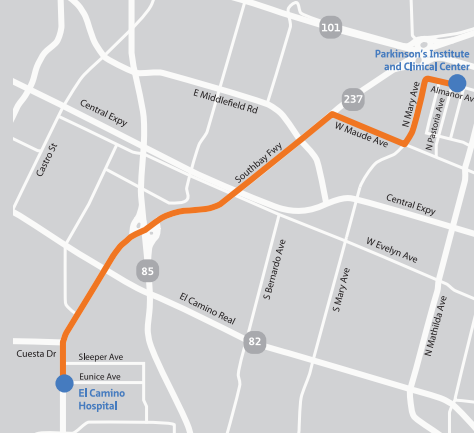 101
Parkinson's Institute
and Clinical Center
E Middlefield Rd
237
Almanor Av
N Mary Ave
N Pastoria Ave
Central Expy
W Maude Ave
Castro St
Southbay Fwy
Central Expy
W Evelyn Ave
85
S Bernardo Ave
S Mary Ave
El Camino Real
N Mathilda Ave
82
Cuesta Dr
Sleeper Ave
Eunice Ave
El Camino
Hospital